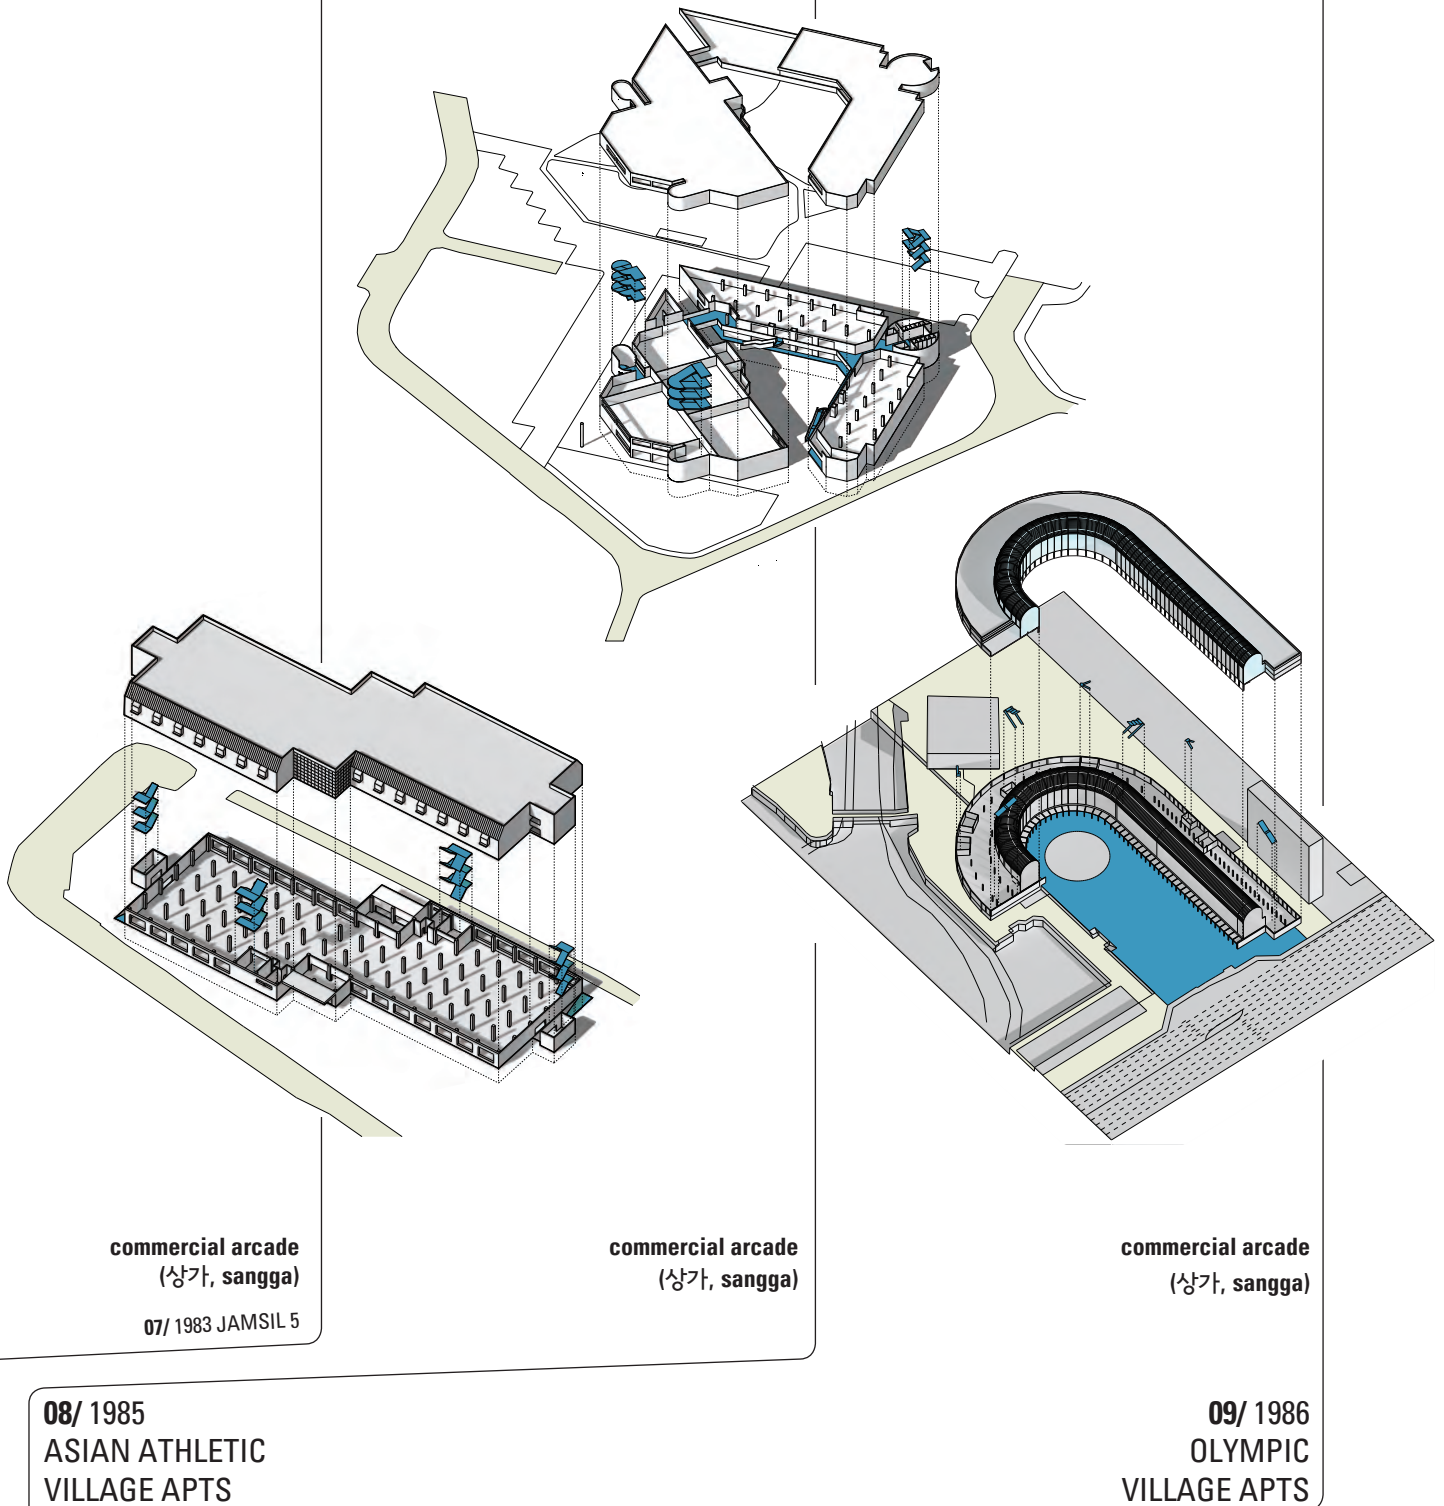 commercial arcade
(상가, sangga)
07/ 1983 JAMSIL 5
commercial arcade
(상가, sangga)
commercial arcade
(상가, sangga)
08/ 1985
ASIAN ATHLETIC
VILLAGE APTS
09/ 1986
OLYMPIC
VILLAGE APTS